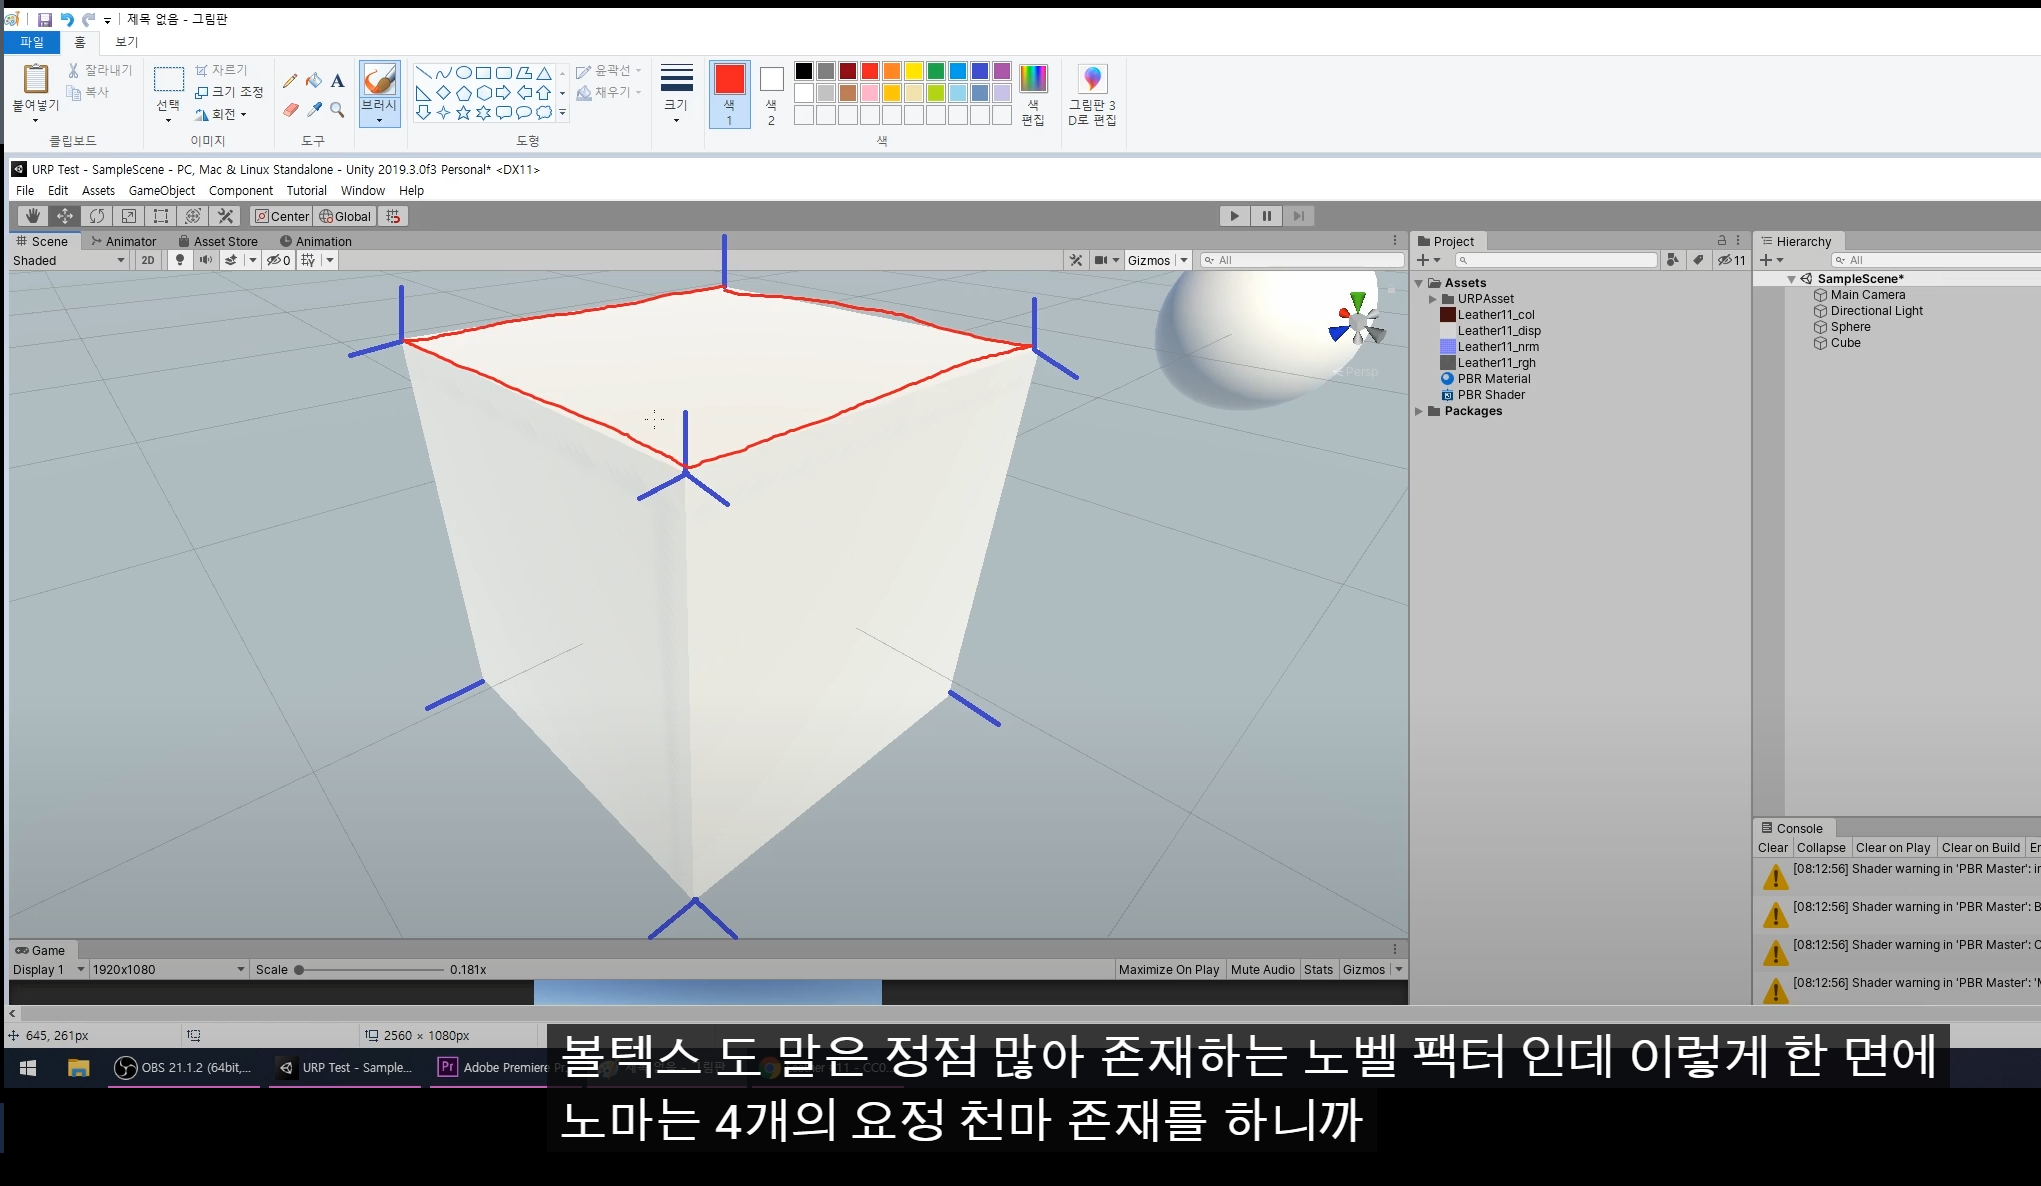 제목 없음 - 그림판
파일 홈 보기
붙여넣기
잘라내기
복사
클립보드
선택
자르기
크기 조정
회전
이미지
A
도구
브러시
윤곽선
채우기
도형
크기
색 1
색 2
색 편집
색
그림판 3D로 편집
URP Test - SampleScene - PC, Mac & Linux Standalone - Unity 2019.3.0f3 Personal* <DX11>
File Edit Assets GameObject Component Tutorial Window Help
Center Global
Scene Animator Asset Store Animation
Shaded 2D 0 Gizmos All
Persp
Project
11
Assets
URPAsset
Leather11_col
Leather11_disp
Leather11_nrm
Leather11_rgh
PBR Material
PBR Shader
Packages
Hierarchy
All
SampleScene*
Main Camera
Directional Light
Sphere
Cube
Console
Clear Collapse Clear on Play Clear on Build
[08:12:56] Shader warning in 'PBR Master':
[08:12:56] Shader warning in 'PBR Master':
[08:12:56] Shader warning in 'PBR Master':
[08:12:56] Shader warning in 'PBR Master':
Game
Display 1 1920x1080 Scale 0.181x Maximize On Play Mute Audio Stats Gizmos
645, 261px 2560 × 1080px
OBS 21.1.2 (64bit,... URP Test - Sample... Pr Adobe Premiere
볼텍스 도 말은 정점 많아 존재하는 노벨 팩터 인데 이렇게 한 면에
노마는 4개의 요정 천마 존재를 하니까